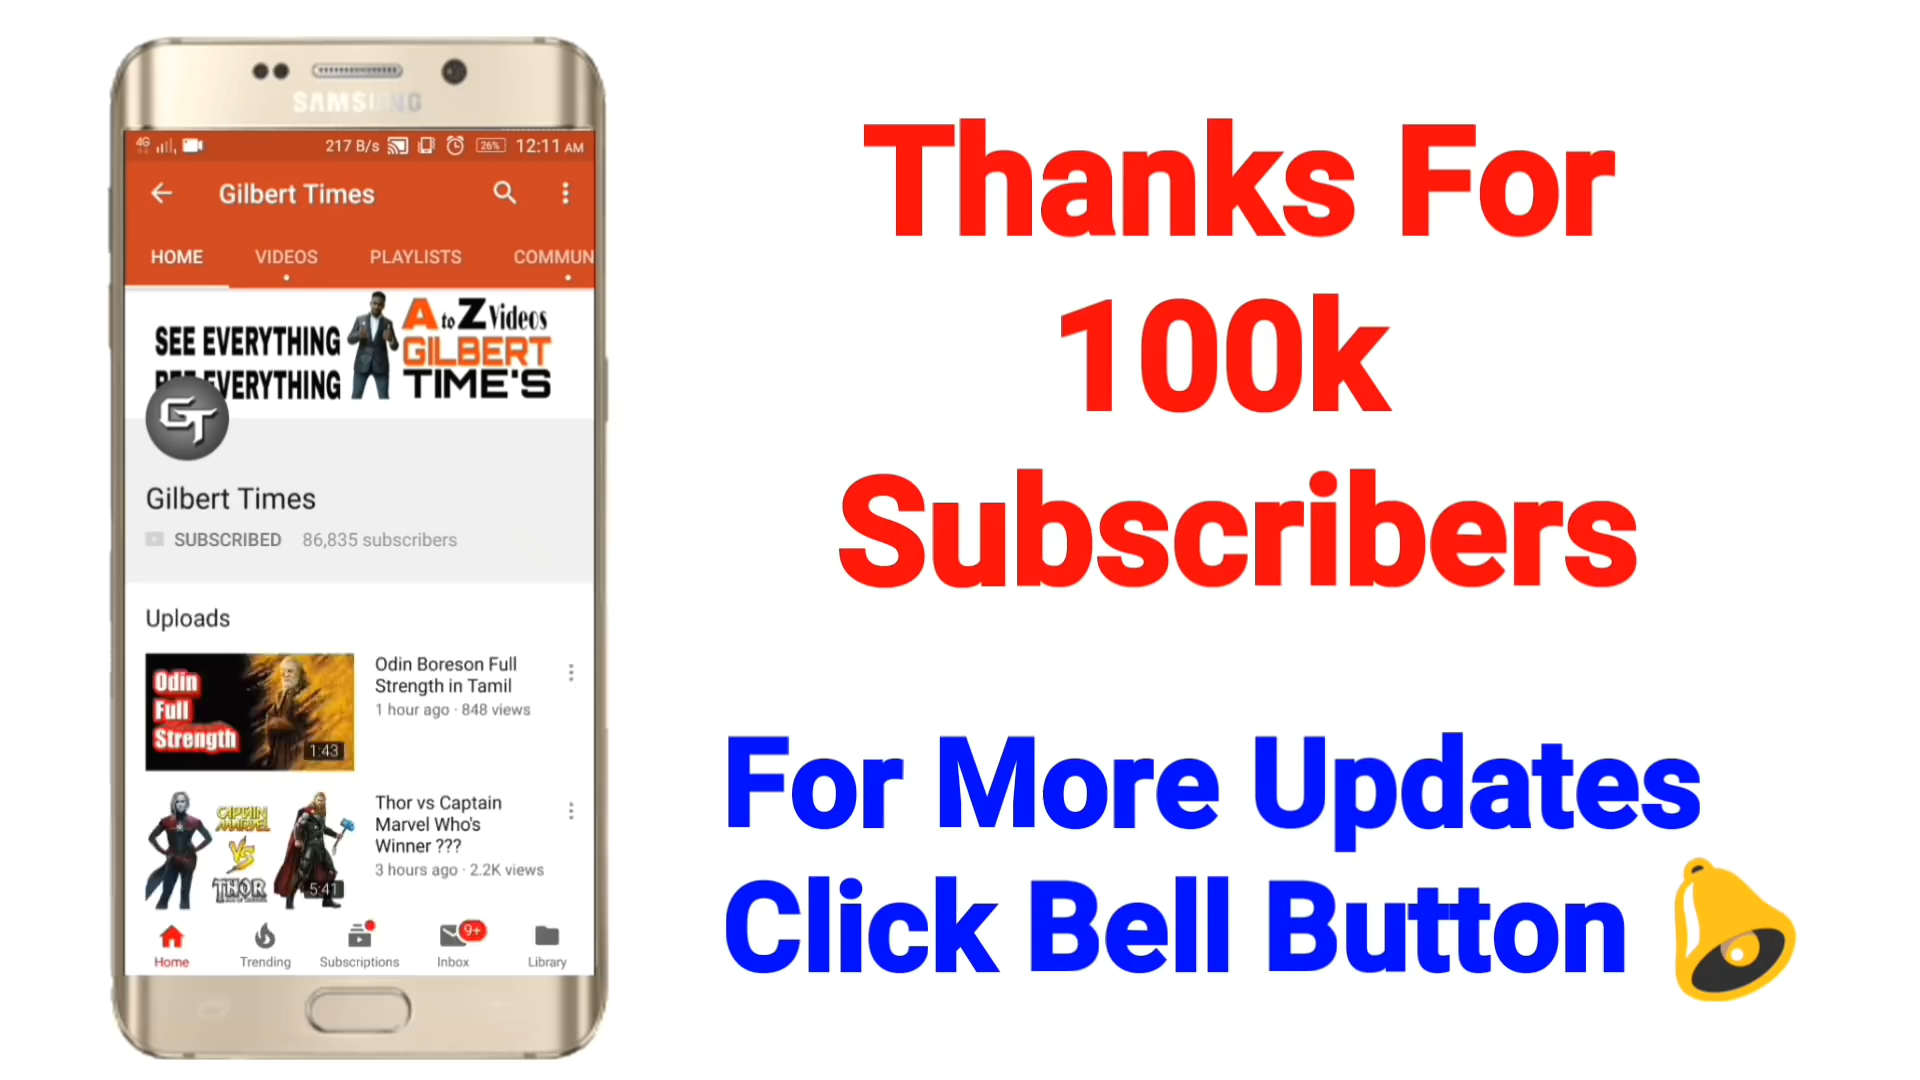 SAMSUNG
4G 217 B/s 26% 12:11 AM
Gilbert Times
HOME VIDEOS PLAYLISTS COMMUN
SEE EVERYTHING
EVERYTHING
A to Z Videos
GILBERT
TIME'S
GT
Gilbert Times
SUBSCRIBED 86,835 subscribers
Uploads
Odin
Full
Strength
1:43
Odin Boreson Full
Strength in Tamil
1 hour ago · 848 views
CAPTAIN
MARVEL
VS
THOR
5:41
Thor vs Captain
Marvel Who's
Winner ???
3 hours ago · 2.2K views
9+
Home Trending Subscriptions Inbox Library
Thanks For
100k
Subscribers
For More Updates
Click Bell Button